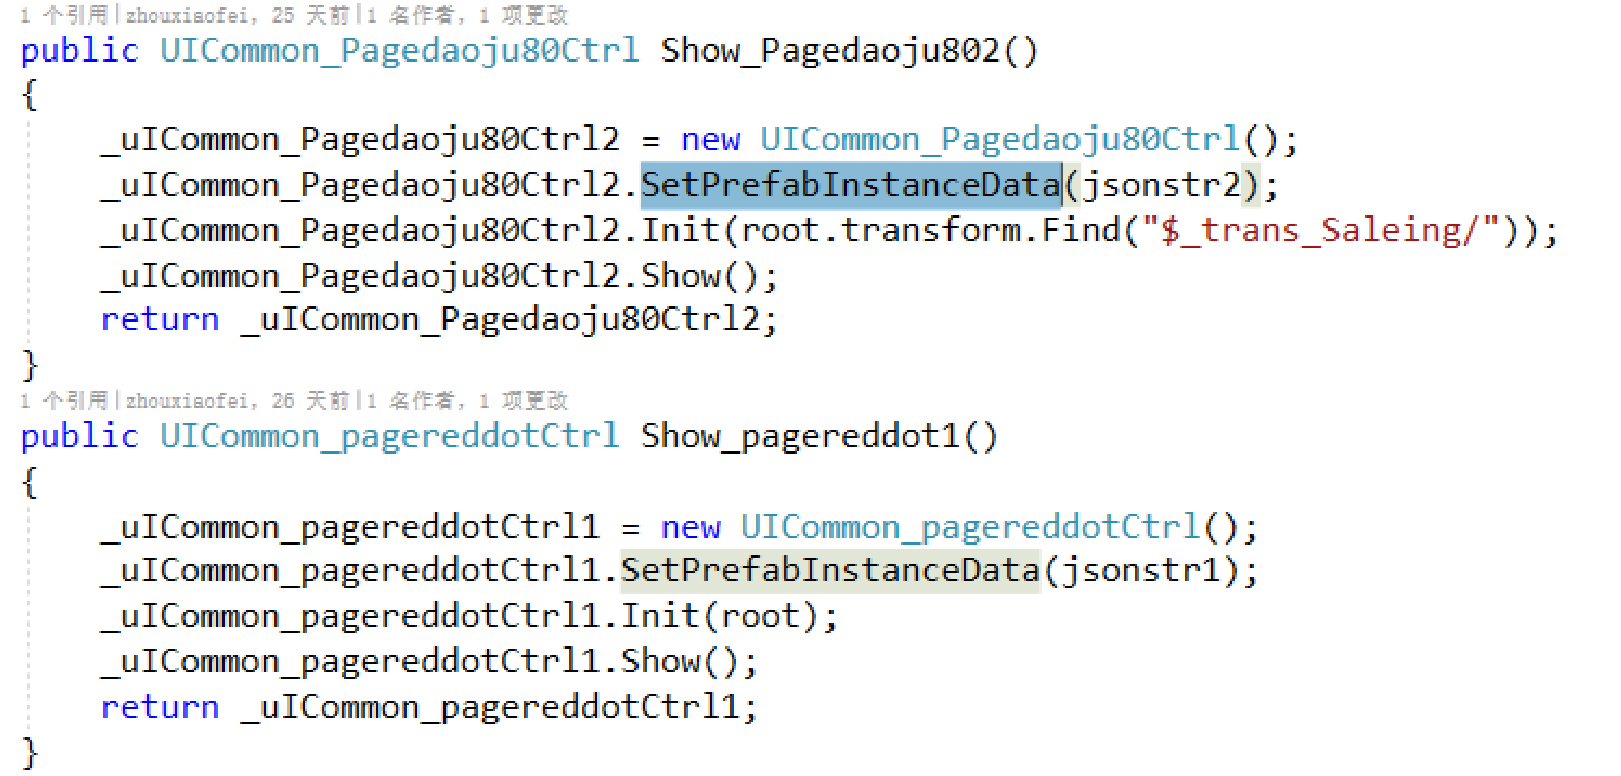 1 个引用|zhouxiaofei，25 天前|1 名作者，1 项更改
public UICommon_Pagedaoju80Ctrl Show_Pagedaoju802()
{
_uICommon_Pagedaoju80Ctrl2 = new UICommon_Pagedaoju80Ctrl();
_uICommon_Pagedaoju80Ctrl2.SetPrefabInstanceData(jsonstr2);
_uICommon_Pagedaoju80Ctrl2.Init(root.transform.Find("$_trans_Saleing/"));
_uICommon_Pagedaoju80Ctrl2.Show();
return _uICommon_Pagedaoju80Ctrl2;
}
1 个引用|zhouxiaofei，26 天前|1 名作者，1 项更改
public UICommon_pagereddotCtrl Show_pagereddot1()
{
_uICommon_pagereddotCtrl1 = new UICommon_pagereddotCtrl();
_uICommon_pagereddotCtrl1.SetPrefabInstanceData(jsonstr1);
_uICommon_pagereddotCtrl1.Init(root);
_uICommon_pagereddotCtrl1.Show();
return _uICommon_pagereddotCtrl1;
}